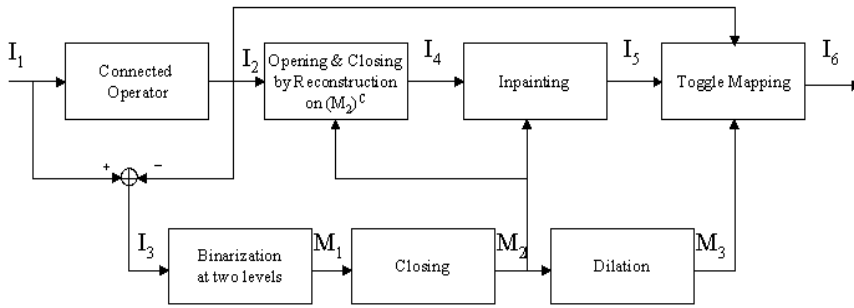 I1
Connected
Operator
I2
Opening & Closing
by Reconstruction
on (M2)C
I4
Inpainting
I5
Toggle Mapping
I6
+
−
I3
Binarization
at two levels
M1
Closing
M2
Dilation
M3